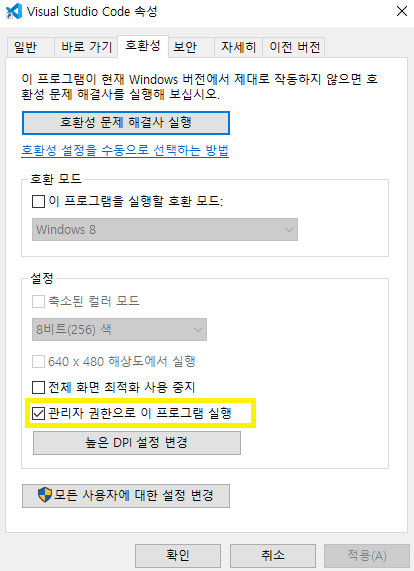 Visual Studio Code 속성
일반 바로 가기 호환성 보안 자세히 이전 버전
이 프로그램이 현재 Windows 버전에서 제대로 작동하지 않으면 호
환성 문제 해결사를 실행해 보십시오.
호환성 문제 해결사 실행
호환성 설정을 수동으로 선택하는 방법
호환 모드
이 프로그램을 실행할 호환 모드:
Windows 8
설정
축소된 컬러 모드
8비트(256) 색
640 x 480 해상도에서 실행
전체 화면 최적화 사용 중지
관리자 권한으로 이 프로그램 실행
높은 DPI 설정 변경
모든 사용자에 대한 설정 변경
확인 취소 적용(A)